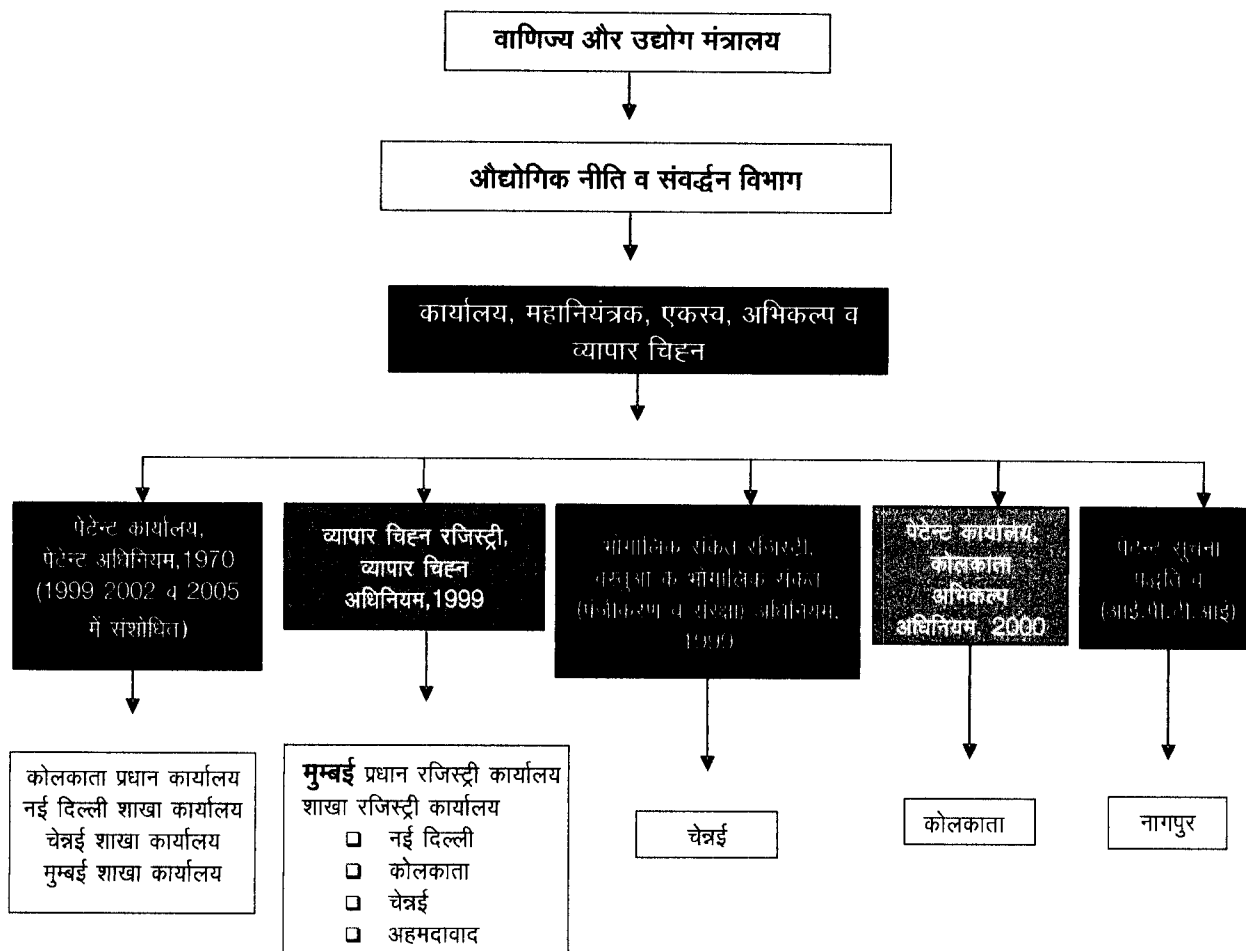 वाणिज्य और उद्योग मंत्रालय
औद्योगिक नीति व संवर्द्धन विभाग
कार्यालय, महानियंत्रक, एकस्व, अभिकल्प व
व्यापार चिह्न
पेटेन्ट कार्यालय,
पेटेन्ट अधिनियम,1970
(1999 2002 व 2005
में संशोधित)
व्यापार चिह्न रजिस्ट्री,
व्यापार चिह्न
अधिनियम,1999
भौगोलिक संकेत रजिस्ट्री,
वस्तुओं के भौगोलिक संकेत
(पंजीकरण व संरक्षा) अधिनियम,
1999
पेटेन्ट कार्यालय,
कोलकाता
अभिकल्प
अधिनियम, 2000
पेटेन्ट सूचना
पद्धति व
(आई.पी.टी.आई)
कोलकाता प्रधान कार्यालय
नई दिल्ली शाखा कार्यालय
चेन्नई शाखा कार्यालय
मुम्बई शाखा कार्यालय
मुम्बई प्रधान रजिस्ट्री कार्यालय
शाखा रजिस्ट्री कार्यालय
❑ नई दिल्ली
❑ कोलकाता
❑ चेन्नई
❑ अहमदावाद
चेन्नई
कोलकाता
नागपुर